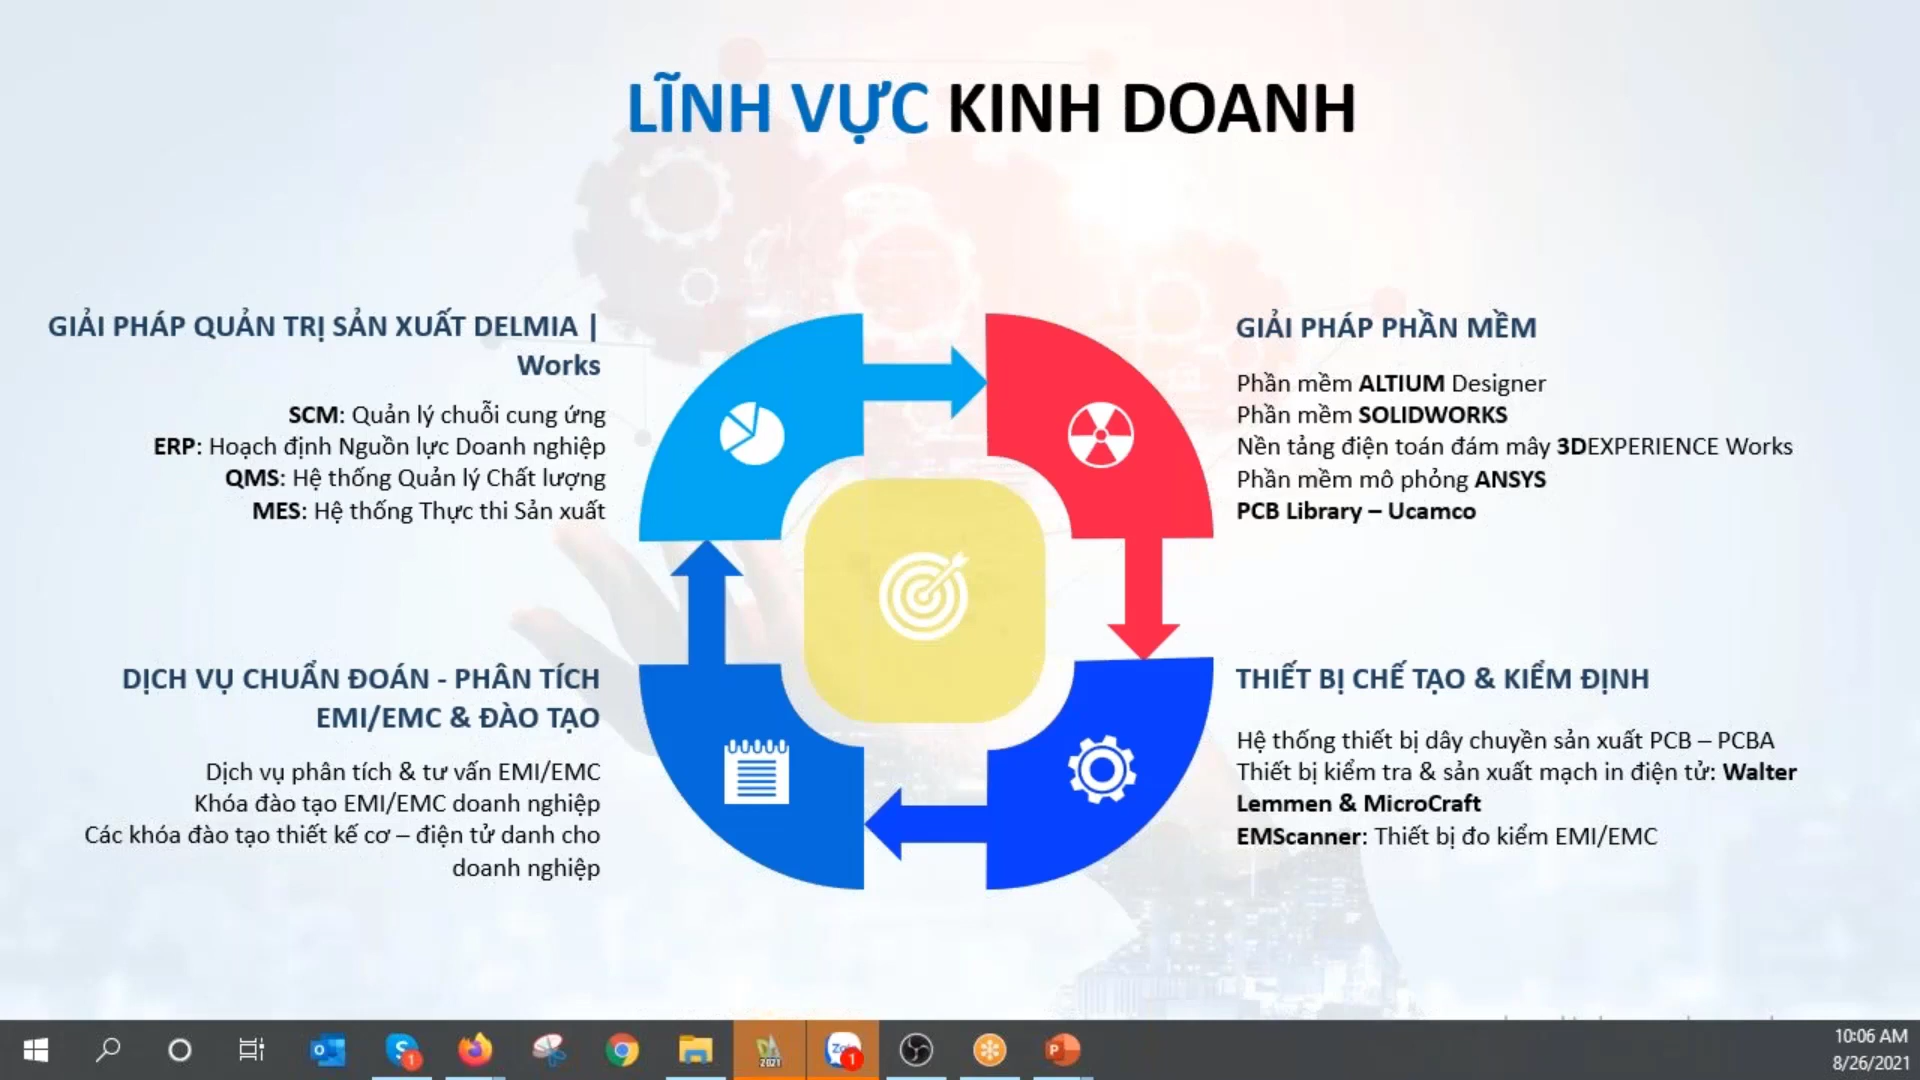 LĨNH VỰC KINH DOANH
GIẢI PHÁP QUẢN TRỊ SẢN XUẤT DELMIA |
Works
SCM: Quản lý chuỗi cung ứng
ERP: Hoạch định Nguồn lực Doanh nghiệp
QMS: Hệ thống Quản lý Chất lượng
MES: Hệ thống Thực thi Sản xuất
GIẢI PHÁP PHẦN MỀM
Phần mềm ALTIUM Designer
Phần mềm SOLIDWORKS
Nền tảng điện toán đám mây 3DEXPERIENCE Works
Phần mềm mô phỏng ANSYS
PCB Library – Ucamco
DỊCH VỤ CHUẨN ĐOÁN - PHÂN TÍCH
EMI/EMC & ĐÀO TẠO
Dịch vụ phân tích & tư vấn EMI/EMC
Khóa đào tạo EMI/EMC doanh nghiệp
Các khóa đào tạo thiết kế cơ – điện tử danh cho
doanh nghiệp
THIẾT BỊ CHẾ TẠO & KIỂM ĐỊNH
Hệ thống thiết bị dây chuyền sản xuất PCB – PCBA
Thiết bị kiểm tra & sản xuất mạch in điện tử: Walter
Lemmen & MicroCraft
EMScanner: Thiết bị đo kiểm EMI/EMC
2021
1
1
10:06 AM
8/26/2021